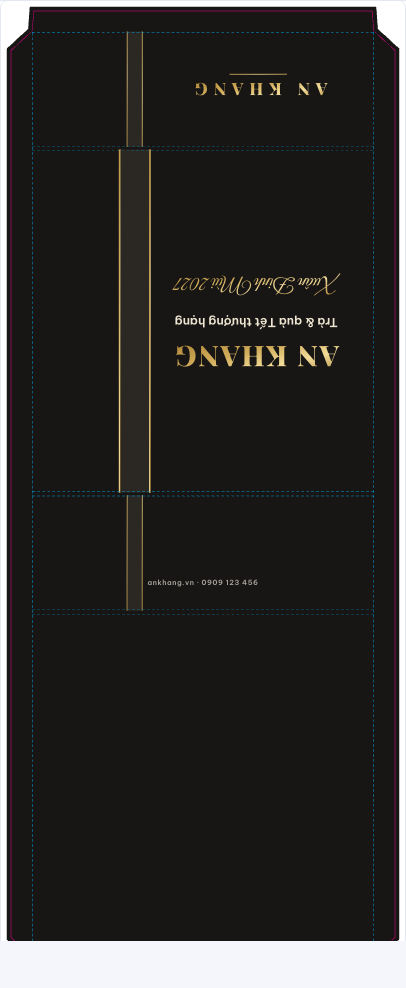 AN KHANG
Trà & quà Tết thượng hạng
Xuân Đinh Mùi 2027
AN KHANG
ankhang.vn · 0909 123 456